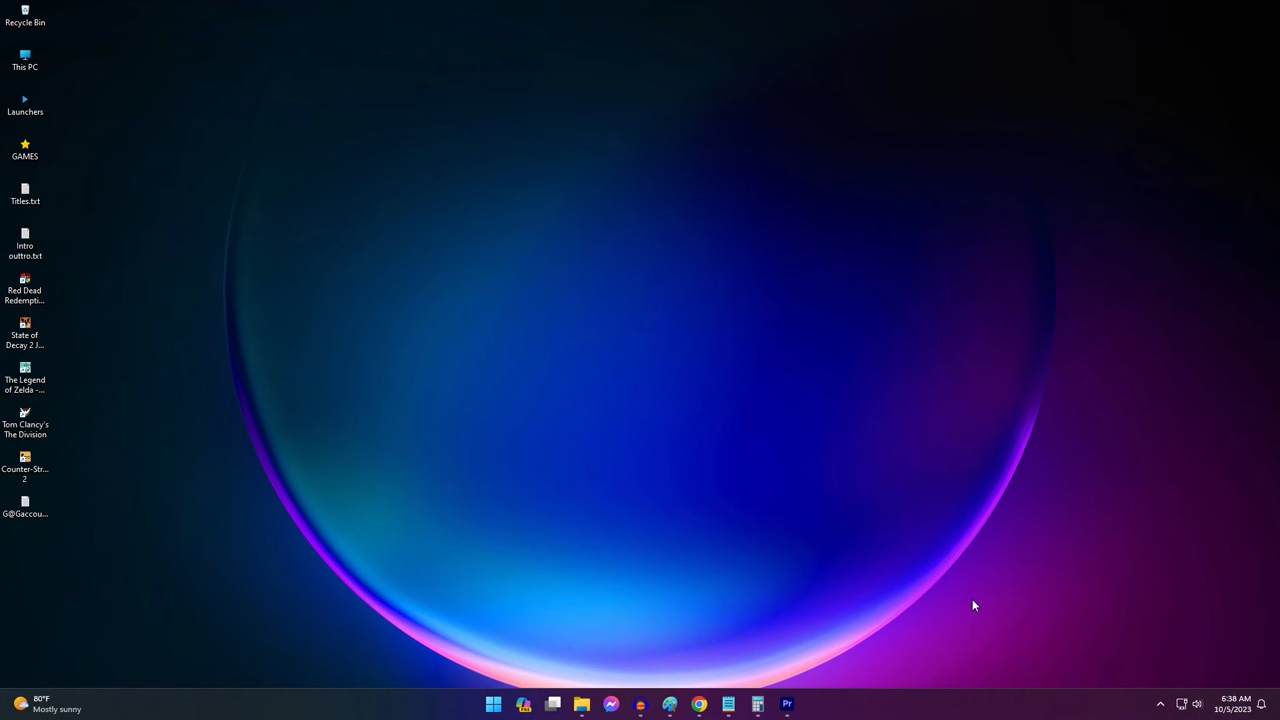 Recycle Bin
This PC
Launchers
GAMES
Titles.txt
Intro
outtro.txt
Red Dead
Redempti...
State of
Decay 2 J...
The Legend
of Zelda -...
Tom Clancy's
The Division
Counter-Str...
2
G@Gaccou...
80°F
Mostly sunny
PRE
Pr
6:38 AM
10/5/2023